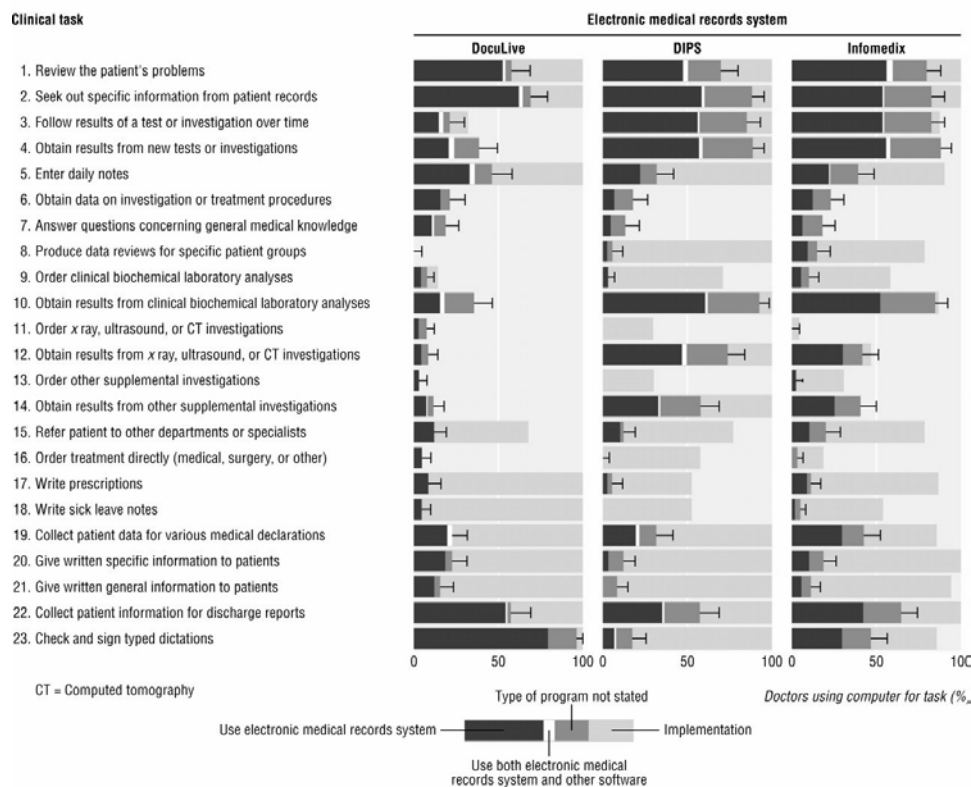 Clinical task
Electronic medical records system
DocuLive
DIPS
Infomedix
1. Review the patient's problems
2. Seek out specific information from patient records
3. Follow results of a test or investigation over time
4. Obtain results from new tests or investigations
5. Enter daily notes
6. Obtain data on investigation or treatment procedures
7. Answer questions concerning general medical knowledge
8. Produce data reviews for specific patient groups
9. Order clinical biochemical laboratory analyses
10. Obtain results from clinical biochemical laboratory analyses
11. Order x ray, ultrasound, or CT investigations
12. Obtain results from x ray, ultrasound, or CT investigations
13. Order other supplemental investigations
14. Obtain results from other supplemental investigations
15. Refer patient to other departments or specialists
16. Order treatment directly (medical, surgery, or other)
17. Write prescriptions
18. Write sick leave notes
19. Collect patient data for various medical declarations
20. Give written specific information to patients
21. Give written general information to patients
22. Collect patient information for discharge reports
23. Check and sign typed dictations
0 50 100 0 50 100 0 50 100
CT = Computed tomography
Doctors using computer for task (%
Type of program not stated
Use electronic medical records system
Implementation
Use both electronic medical
records system and other software